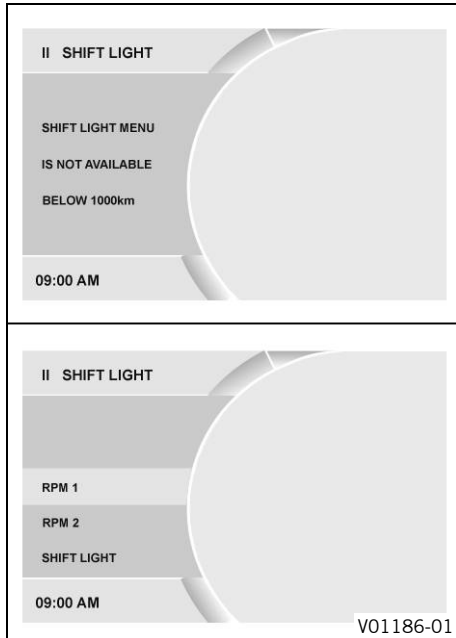 II SHIFT LIGHT
SHIFT LIGHT MENU
IS NOT AVAILABLE
BELOW 1000km
09:00 AM
II SHIFT LIGHT
RPM 1
RPM 2
SHIFT LIGHT
09:00 AM
V01186-01